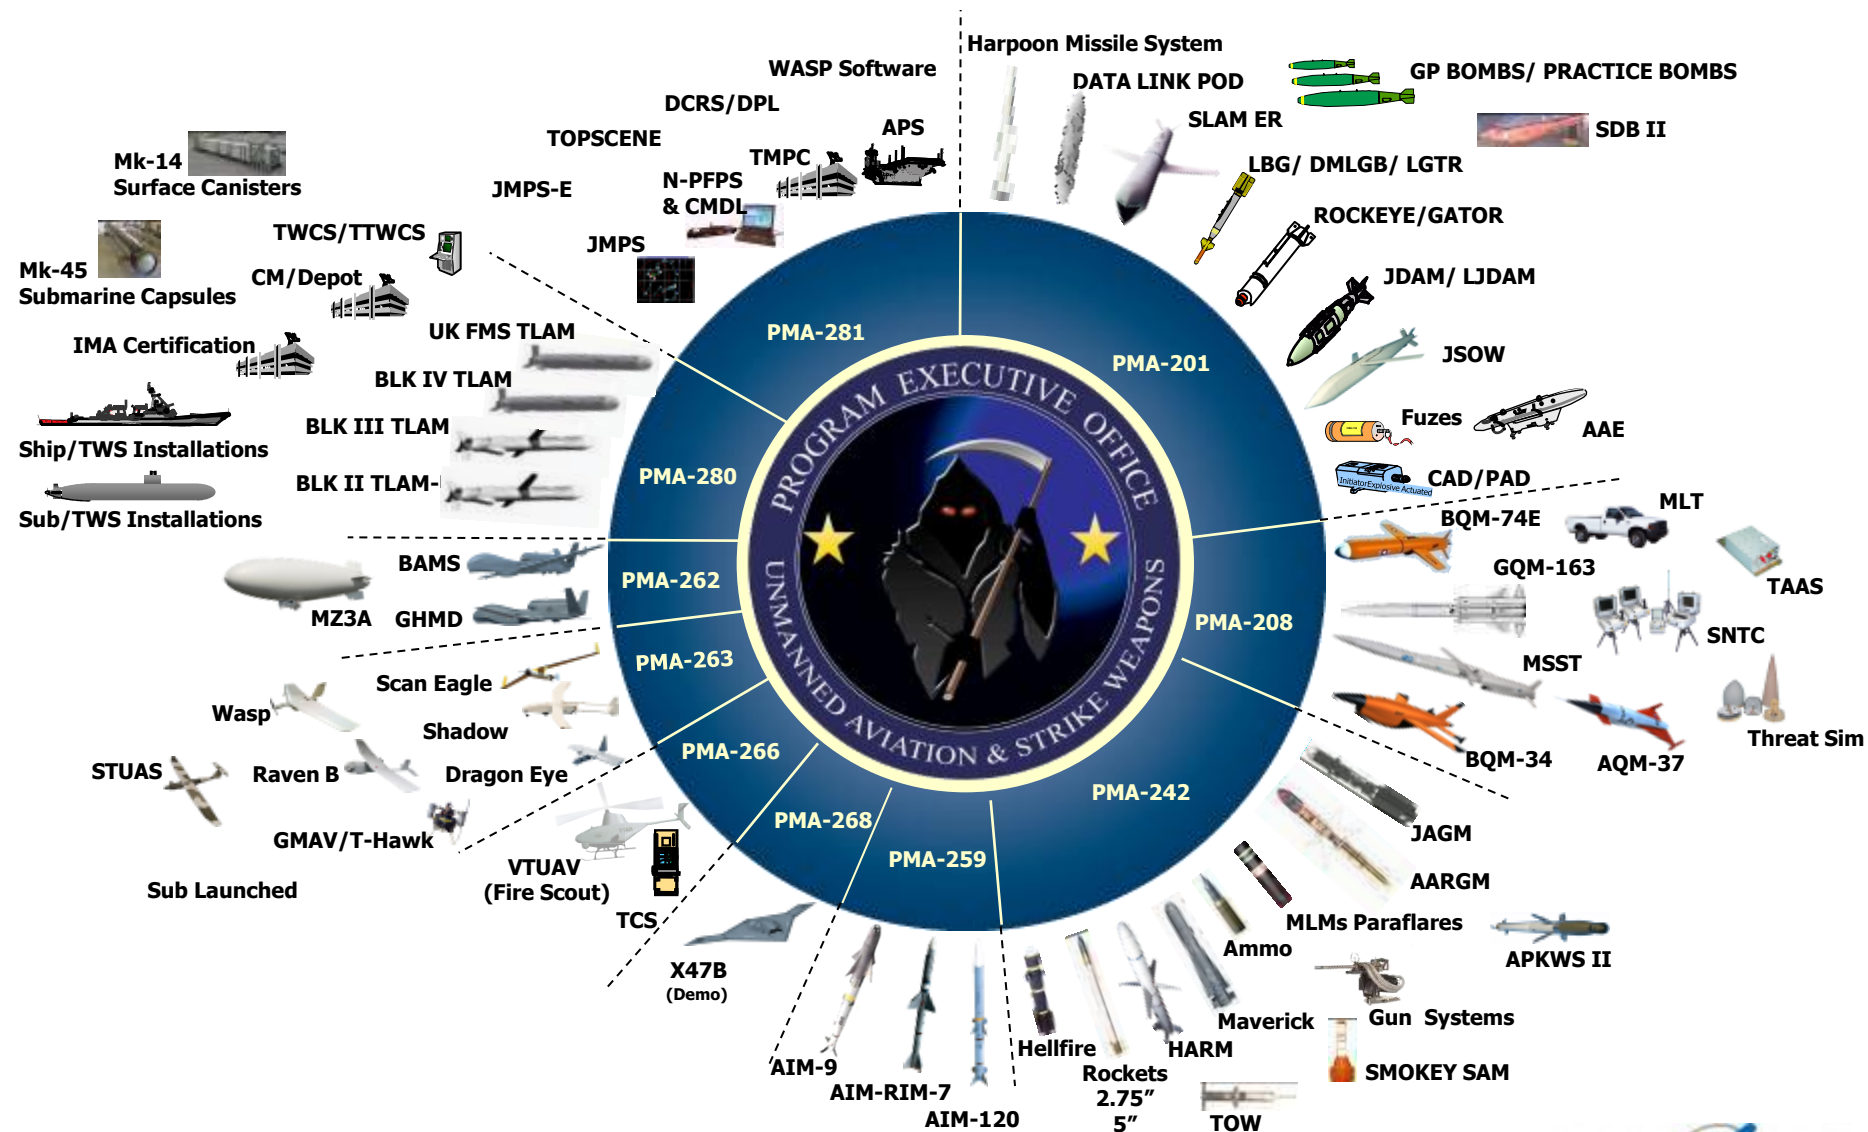 Harpoon Missile System
WASP Software
DATA LINK POD
GP BOMBS/ PRACTICE BOMBS
DCRS/DPL
SLAM ER
SDB II
TOPSCENE
APS
TMPC
LBG/ DMLGB/ LGTR
Mk-14
Surface Canisters
JMPS-E
N-PFPS
& CMDL
ROCKEYE/GATOR
TWCS/TTWCS
JMPS
Mk-45
Submarine Capsules
CM/Depot
JDAM/ LJDAM
UK FMS TLAM
PMA-281
IMA Certification
JSOW
PMA-201
BLK IV TLAM
Fuzes
AAE
BLK III TLAM
Ship/TWS Installations
PMA-280
BLK II TLAM-
CAD/PAD
InitiatorExplosive Actuated
Sub/TWS Installations
PROGRAM EXECUTIVE OFFICE
UNMANNED AVIATION & STRIKE WEAPONS
MLT
BQM-74E
GQM-163
TAAS
BAMS
PMA-262
MZ3A
GHMD
PMA-208
SNTC
PMA-263
MSST
Scan Eagle
Wasp
Shadow
PMA-266
Threat Sim
BQM-34
AQM-37
STUAS
Raven B
Dragon Eye
PMA-242
GMAV/T-Hawk
PMA-268
JAGM
VTUAV
(Fire Scout)
PMA-259
AARGM
Sub Launched
TCS
MLMs Paraflares
Ammo
APKWS II
X47B
(Demo)
Maverick
Gun Systems
Hellfire
HARM
AIM-9
Rockets
2.75”
5”
SMOKEY SAM
AIM-RIM-7
AIM-120
TOW